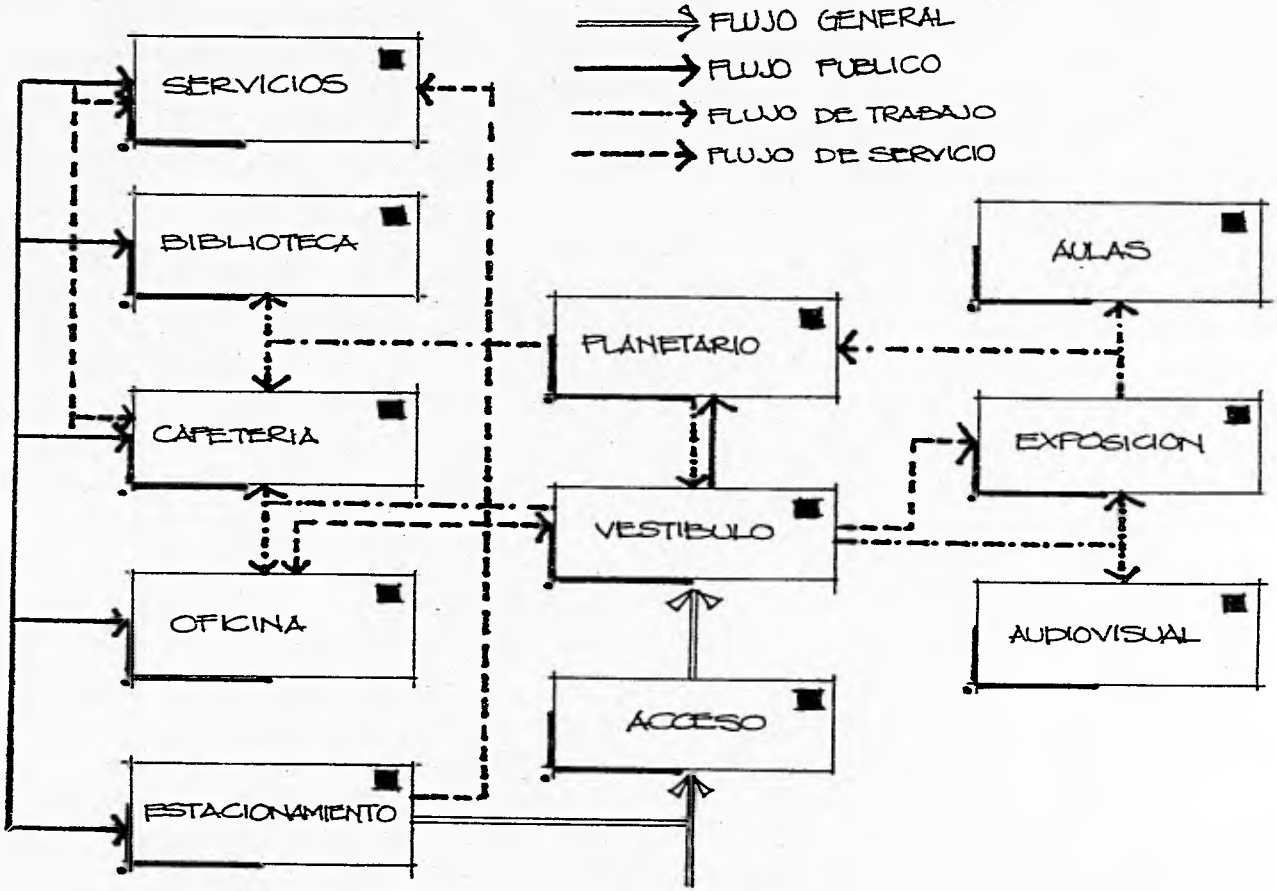 FLUJO GENERAL
FLUJO PUBLICO
FLUJO DE TRABAJO
FLUJO DE SERVICIO
SERVICIOS
BIBLIOTECA
CAFETERIA
OFICINA
ESTACIONAMIENTO
PLANETARIO
VESTIBULO
ACCESO
AULAS
EXPOSICION
AUDIOVISUAL